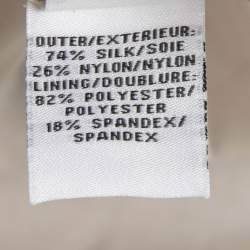 OUTER/EXTERIEUR:
74% SILK/SOIE
26% NYLON/NYLON
LINING/DOUBLURE:
82% POLYESTER/
POLYESTER
18% SPANDEX/
SPANDEX